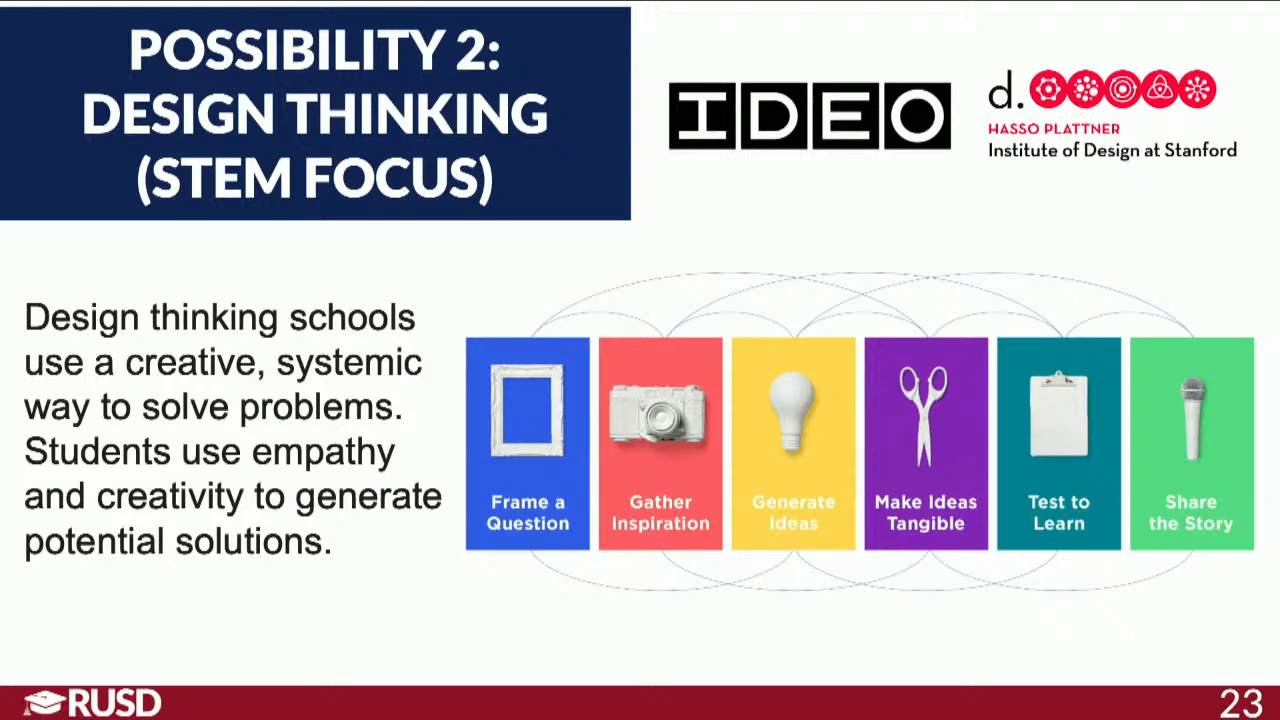 POSSIBILITY 2:
DESIGN THINKING
(STEM FOCUS)
IDEO
d.
HASSO PLATTNER
Institute of Design at Stanford
Design thinking schools
use a creative, systemic
way to solve problems.
Students use empathy
and creativity to generate
potential solutions.
Frame a
Question
Gather
Inspiration
Generate
Ideas
Make Ideas
Tangible
Test to
Learn
Share
the Story
RUSD
23